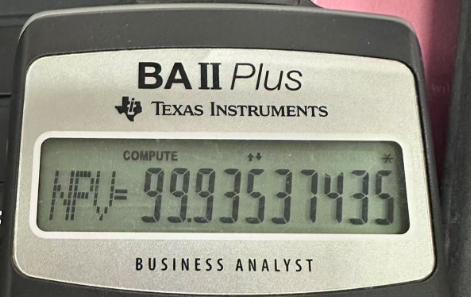 BA II Plus
TEXAS INSTRUMENTS
COMPUTE ↑↓ *
NPV= 99.93537435
BUSINESS ANALYST